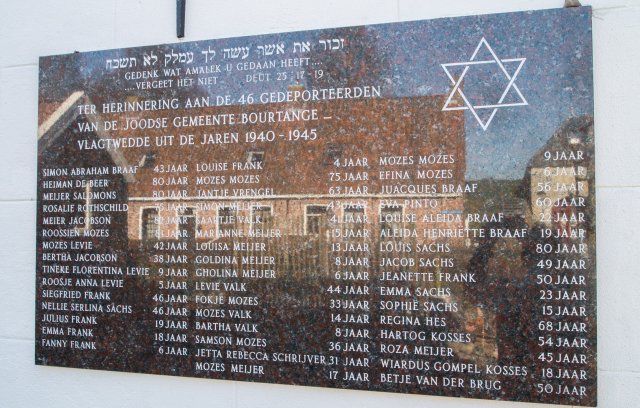 זכור את אשר עשה לך עמלק לא תשכח
....GEDENK WAT AMALEK U GEDAAN HEEFT....
....VERGEET HET NIET.... DEUT. 25:17-19
TER HERINNERING AAN DE 46 GEDEPORTEERDEN
VAN DE JOODSE GEMEENTE BOURTANGE –
VLAGTWEDDE UIT DE JAREN 1940-1945
SIMON ABRAHAM BRAAF 43 JAAR
HEIMAN DE BEER 80 JAAR
MEIJER SALOMONS 80 JAAR
ROSALIE ROTHSCHILD 75 JAAR
MEIER JACOBSON JAAR
ROOSSIEN MOZES 81 JAAR
MOZES LEVIE 42 JAAR
BERTHA JACOBSON 38 JAAR
TINEKE FLORENTINA LEVIE 9 JAAR
ROOSJE ANNA LEVIE 5 JAAR
SIEGFRIED FRANK 46 JAAR
NELLIE SERLINA SACHS 46 JAAR
JULIUS FRANK 19 JAAR
EMMA FRANK 18 JAAR
FANNY FRANK 6 JAAR
LOUISE FRANK 4 JAAR
MOZES MOZES 75 JAAR
JANTJE VRENGEL 63 JAAR
SIMON MEIJER 43 JAAR
SAARTJE VALK 41 JAAR
MARIANNE MEIJER 15 JAAR
LOUISA MEIJER 13 JAAR
GOLDINA MEIJER 8 JAAR
GHOLINA MEIJER 6 JAAR
LEVIE VALK 44 JAAR
FOKJE MOZES 33 JAAR
MOZES VALK 14 JAAR
BARTHA VALK 8 JAAR
SAMSON MOZES 36 JAAR
JETTA REBECCA SCHRIJVER 31 JAAR
MOZES MEIJER 17 JAAR
MOZES MOZES 9 JAAR
EFINA MOZES 6 JAAR
JUACQUES BRAAF 56 JAAR
EVA PINTO 60 JAAR
LOUISE ALEIDA BRAAF 22 JAAR
ALEIDA HENRIETTE BRAAF 19 JAAR
LOUIS SACHS 80 JAAR
JACOB SACHS 49 JAAR
JEANETTE FRANK 50 JAAR
EMMA SACHS 23 JAAR
SOPHIE SACHS 15 JAAR
REGINA HES 68 JAAR
HARTOG KOSSES 54 JAAR
ROZA MEIJER 45 JAAR
WIARDUS GOMPEL KOSSES 18 JAAR
BETJE VAN DER BRUG 50 JAAR